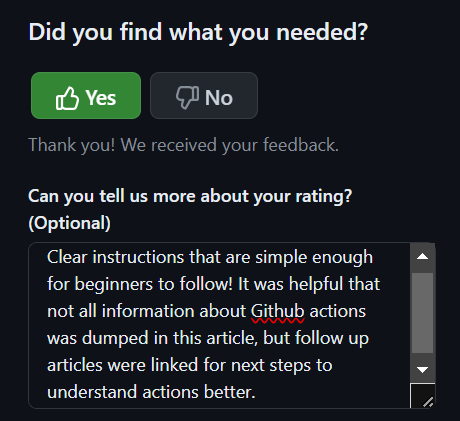 Did you find what you needed?
Yes
No
Thank you! We received your feedback.
Can you tell us more about your rating?
(Optional)
Clear instructions that are simple enough
for beginners to follow! It was helpful that
not all information about Github actions
was dumped in this article, but follow up
articles were linked for next steps to
understand actions better.